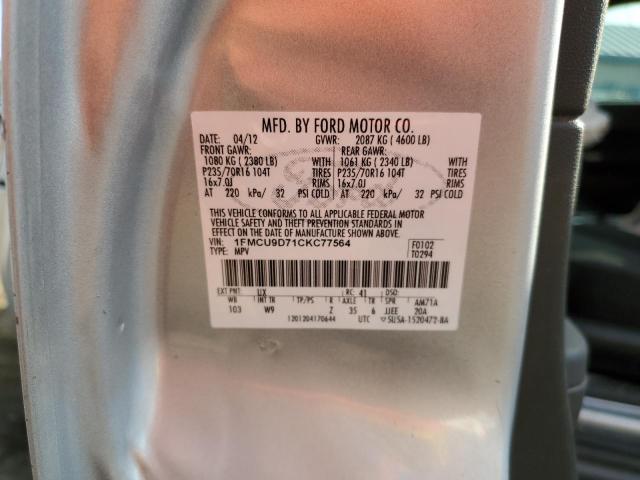 MFD. BY FORD MOTOR CO.
DATE: 04/12 GVWR: 2087 KG ( 4600 LB)
FRONT GAWR: REAR GAWR:
1080 KG ( 2380 LB) WITH 1061 KG ( 2340 LB) WITH
P235/70R16 104T TIRES P235/70R16 104T TIRES
16x7.0J RIMS 16x7.0J RIMS
AT 220 kPa/ 32 PSI COLD AT 220 kPa/ 32 PSI COLD
THIS VEHICLE CONFORMS TO ALL APPLICABLE FEDERAL MOTOR
VEHICLE SAFETY AND THEFT PREVENTION STANDARDS IN
EFFECT ON THE DATE OF MANUFACTURE SHOWN ABOVE.
VIN: 1FMCU9D71CKC77564 F0102
TYPE: MPV T0294
EXT PNT: UX RC: 41 DSO:
WB INT TR TP/PS R AXLE TR SPR AM71A
103 W9 Z 35 6 JJEE 20A
1201204170644 UTC ▽5U5A-1520472-BA